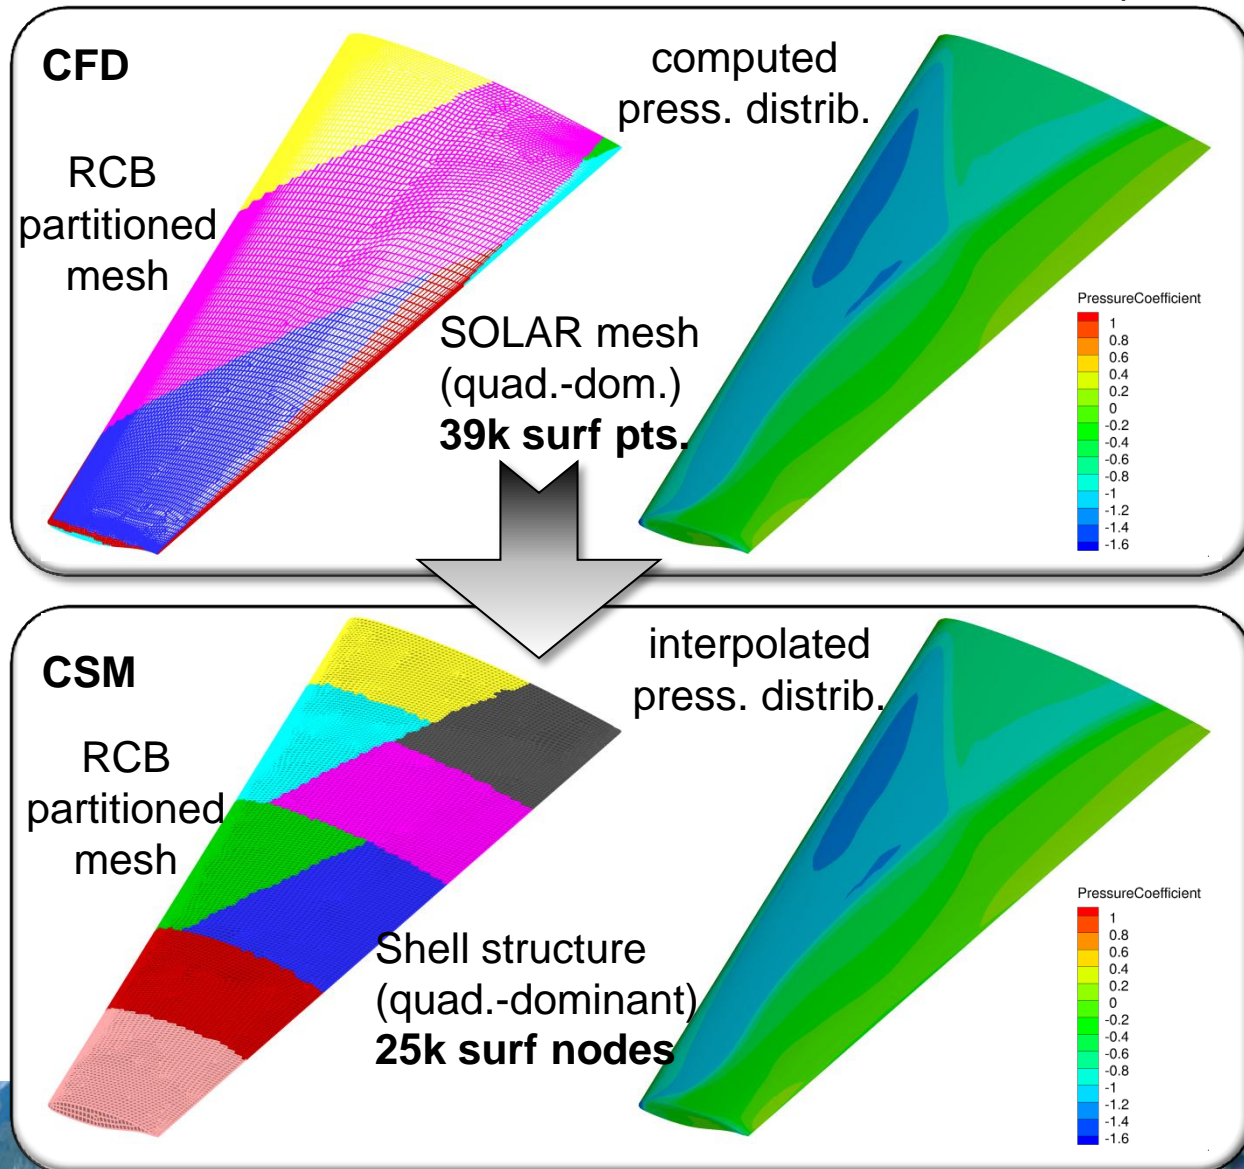 CFD
computed
press. distrib.
RCB
partitioned
mesh
SOLAR mesh
(quad.-dom.)
39k surf pts.
PressureCoefficient
1
0.8
0.6
0.4
0.2
0
-0.2
-0.4
-0.6
-0.8
-1
-1.2
-1.4
-1.6
CSM
interpolated
press. distrib.
RCB
partitioned
mesh
Shell structure
(quad.-dominant)
25k surf nodes
PressureCoefficient
1
0.8
0.6
0.4
0.2
0
-0.2
-0.4
-0.6
-0.8
-1
-1.2
-1.4
-1.6